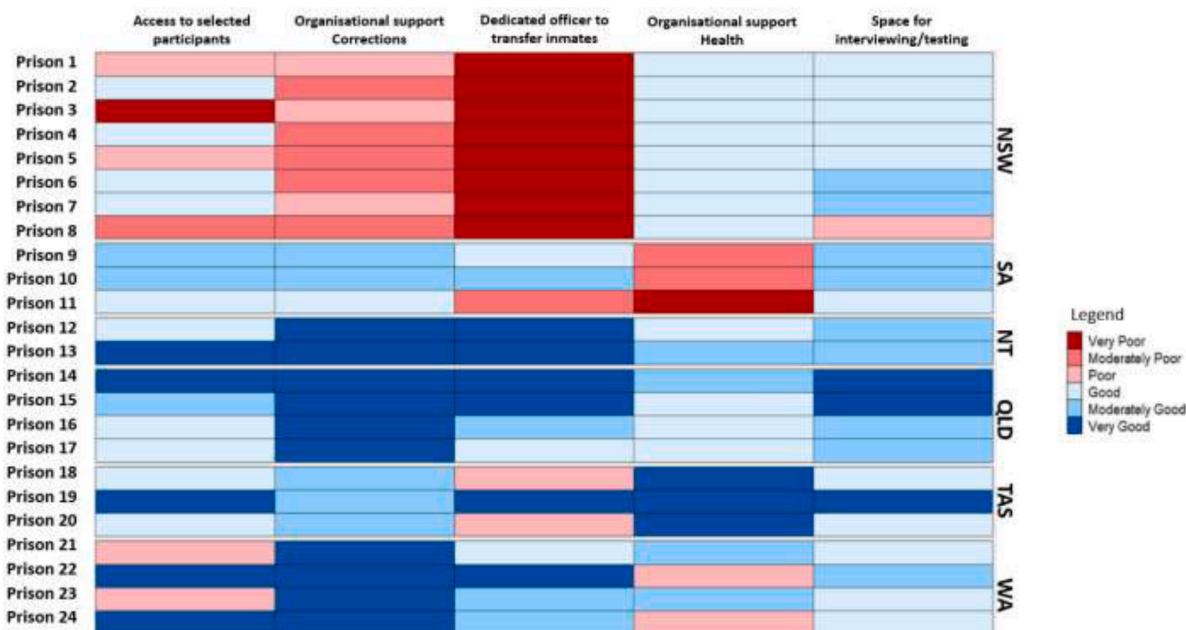 Access to selected participants
Organisational support Corrections
Dedicated officer to transfer inmates
Organisational support Health
Space for interviewing/testing
Prison 1
Prison 2
Prison 3
Prison 4
Prison 5
Prison 6
Prison 7
Prison 8
NSW
Prison 9
Prison 10
Prison 11
SA
Prison 12
Prison 13
NT
Prison 14
Prison 15
Prison 16
Prison 17
QLD
Prison 18
Prison 19
Prison 20
TAS
Prison 21
Prison 22
Prison 23
Prison 24
WA
Legend
Very Poor
Moderately Poor
Poor
Good
Moderately Good
Very Good